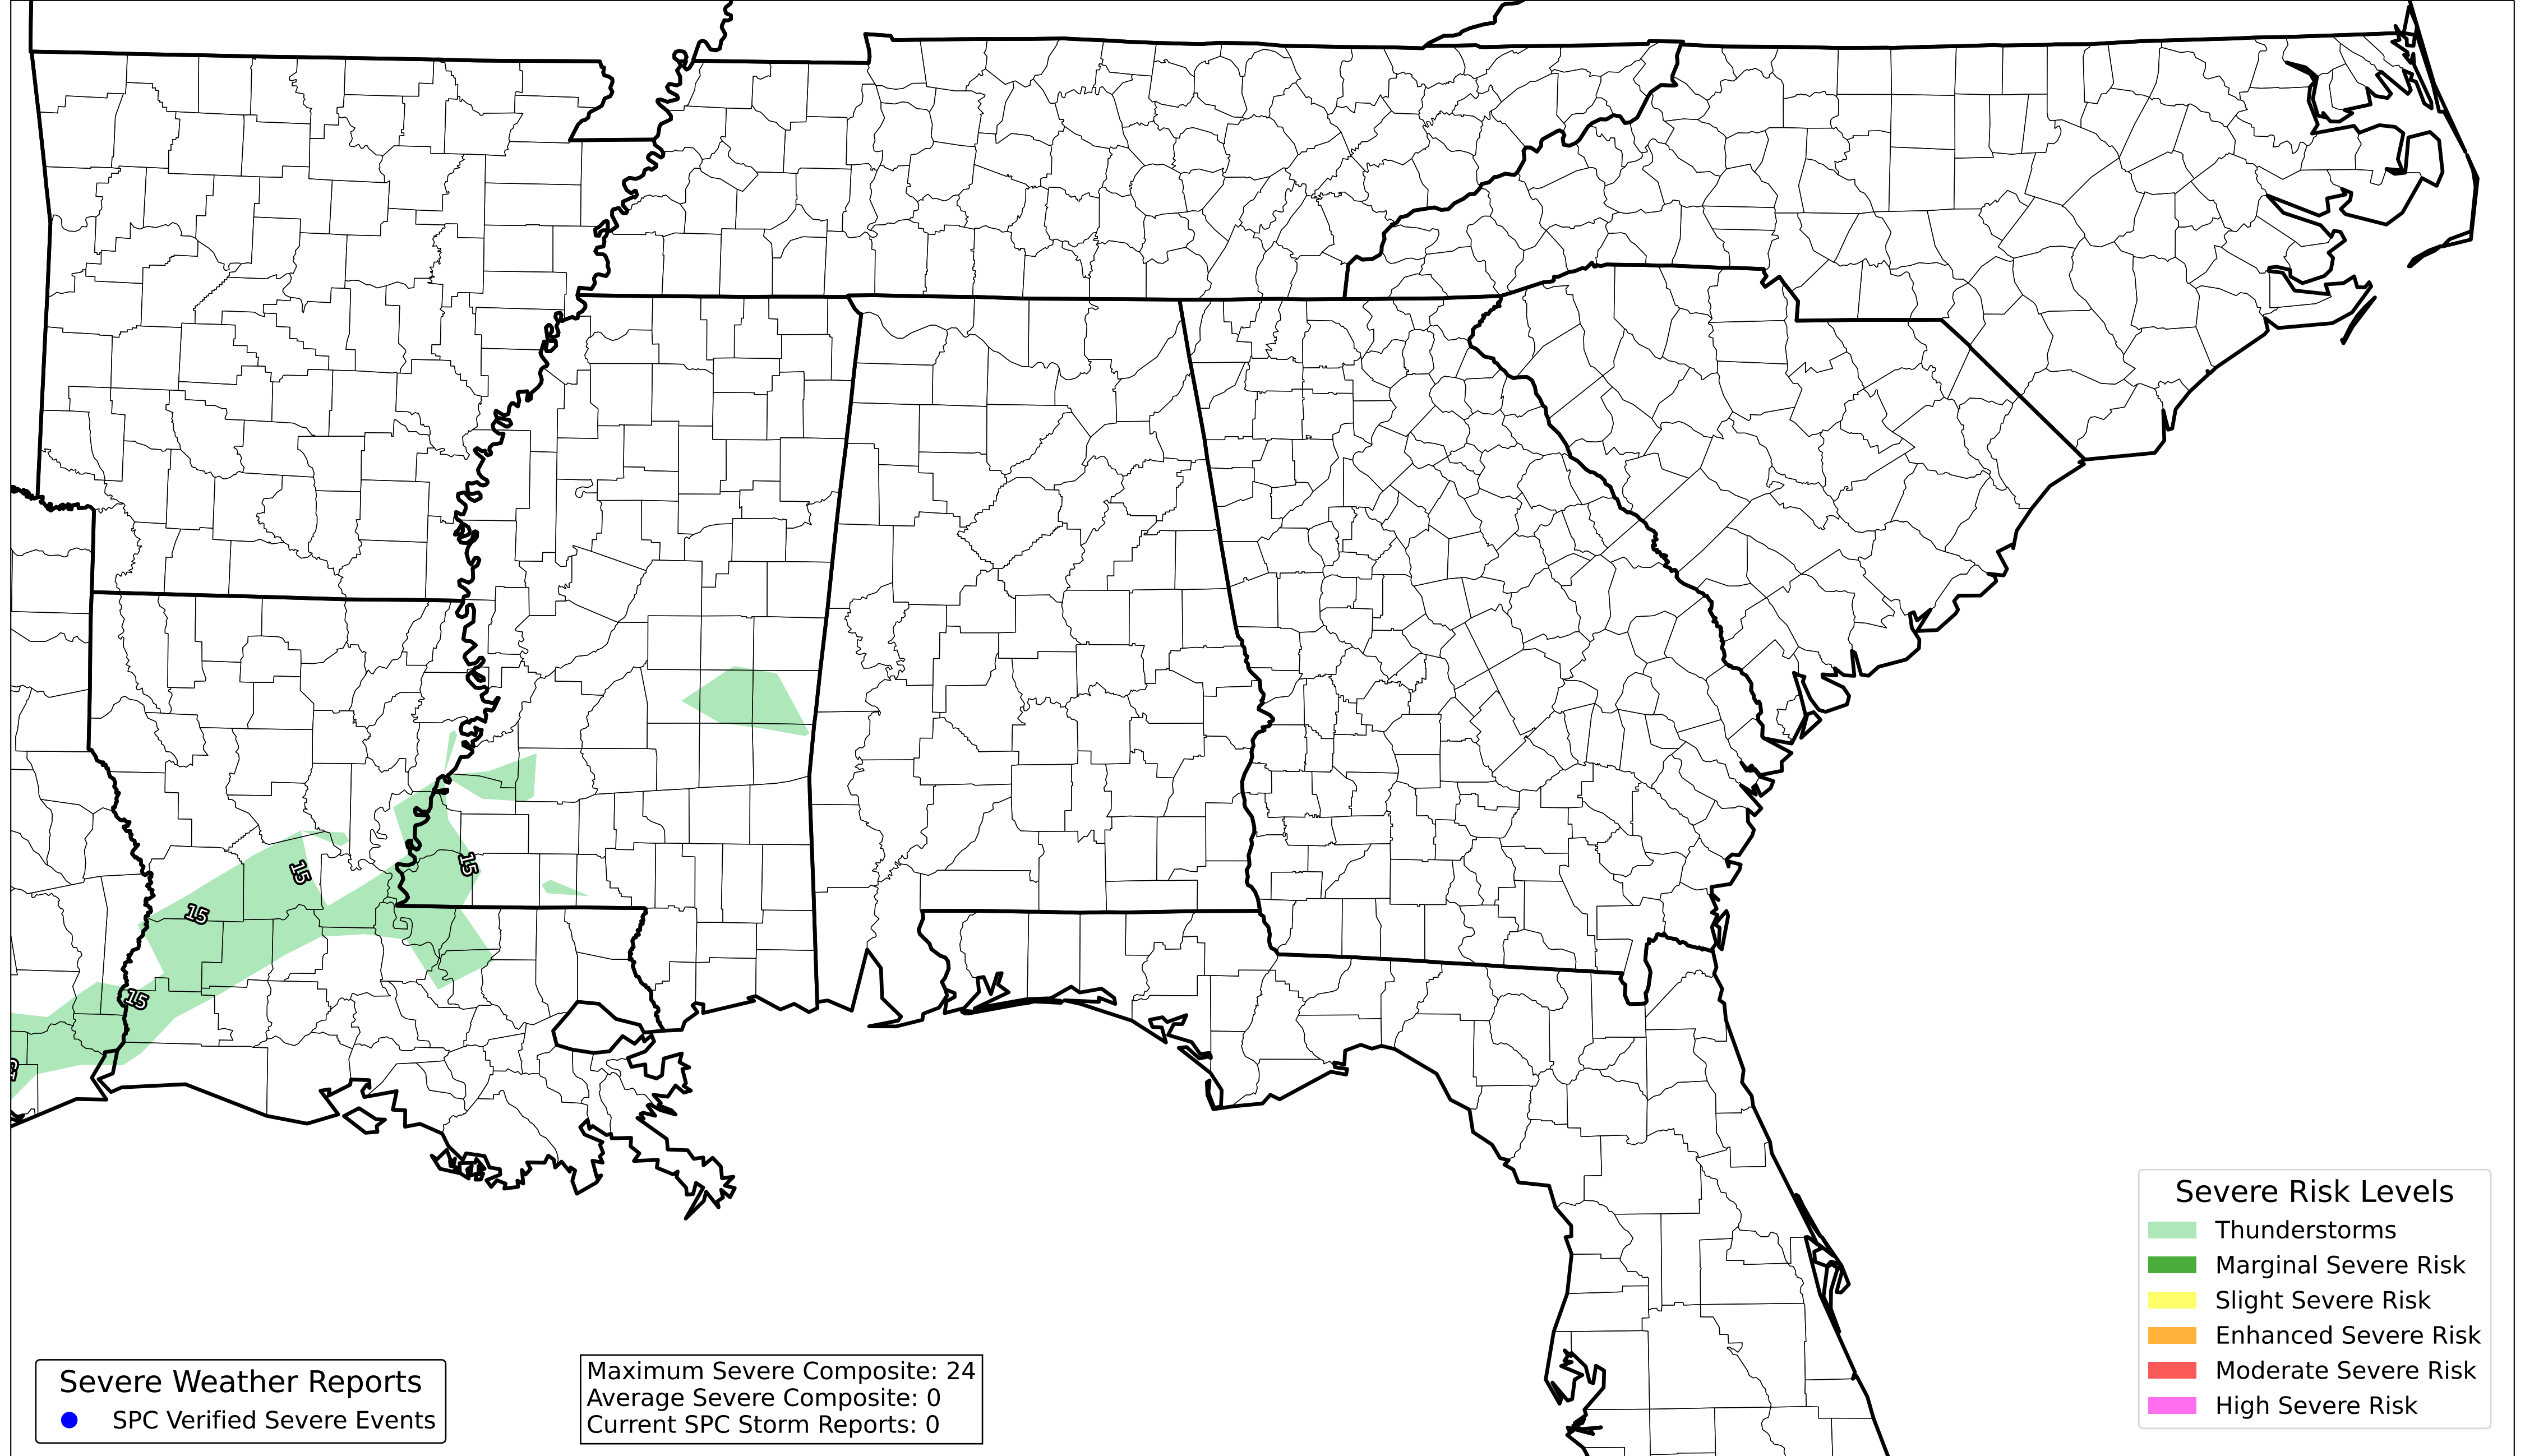 15
15
15
15
Severe Risk Levels
Thunderstorms
Marginal Severe Risk
Slight Severe Risk
Enhanced Severe Risk
Moderate Severe Risk
High Severe Risk
Severe Weather Reports
SPC Verified Severe Events
Maximum Severe Composite: 24
Average Severe Composite: 0
Current SPC Storm Reports: 0